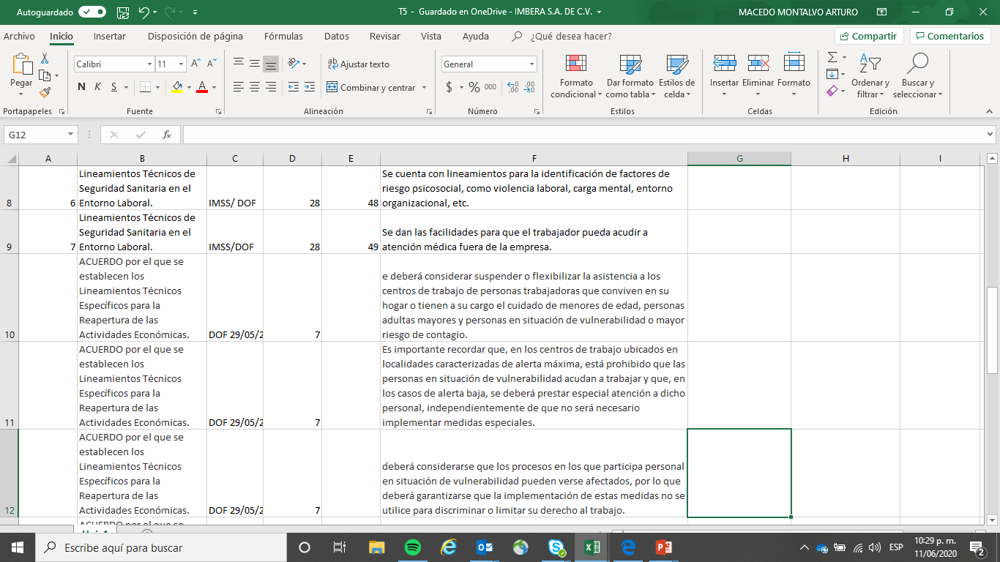 Autoguardado
T5 - Guardado en OneDrive - IMBERA S.A. DE C.V.
MACEDO MONTALVO ARTURO
Archivo Inicio Insertar Disposición de página Fórmulas Datos Revisar Vista Ayuda ¿Qué desea hacer? Compartir Comentarios
Pegar
Portapapeles
Calibri 11
N K S
Fuente
Ajustar texto
Combinar y centrar
Alineación
General
$ % 000
Número
Formato condicional
Dar formato como tabla
Estilos de celda
Estilos
Insertar Eliminar Formato
Celdas
Ordenar y filtrar
Buscar y seleccionar
Edición
G12
fx
A B C D E F G H I
8
6
Lineamientos Técnicos de
Seguridad Sanitaria en el
Entorno Laboral.
IMSS/ DOF
28
48
Se cuenta con lineamientos para la identificación de factores de
riesgo psicosocial, como violencia laboral, carga mental, entorno
organizacional, etc.
9
7
Lineamientos Técnicos de
Seguridad Sanitaria en el
Entorno Laboral.
IMSS/DOF
28
49
Se dan las facilidades para que el trabajador pueda acudir a
atención médica fuera de la empresa.
10
ACUERDO por el que se
establecen los
Lineamientos Técnicos
Específicos para la
Reapertura de las
Actividades Económicas.
DOF 29/05/2
7
e deberá considerar suspender o flexibilizar la asistencia a los
centros de trabajo de personas trabajadoras que conviven en su
hogar o tienen a su cargo el cuidado de menores de edad, personas
adultas mayores y personas en situación de vulnerabilidad o mayor
riesgo de contagio.
11
ACUERDO por el que se
establecen los
Lineamientos Técnicos
Específicos para la
Reapertura de las
Actividades Económicas.
DOF 29/05/2
7
Es importante recordar que, en los centros de trabajo ubicados en
localidades caracterizadas de alerta máxima, está prohibido que las
personas en situación de vulnerabilidad acudan a trabajar y que, en
los casos de alerta baja, se deberá prestar especial atención a dicho
personal, independientemente de que no será necesario
implementar medidas especiales.
12
ACUERDO por el que se
establecen los
Lineamientos Técnicos
Específicos para la
Reapertura de las
Actividades Económicas.
DOF 29/05/2
7
deberá considerarse que los procesos en los que participa personal
en situación de vulnerabilidad pueden verse afectados, por lo que
deberá garantizarse que la implementación de estas medidas no se
utilice para discriminar o limitar su derecho al trabajo.
ACUERDO por el que se
Escribe aquí para buscar
ESP
10:29 p. m.
11/06/2020
2